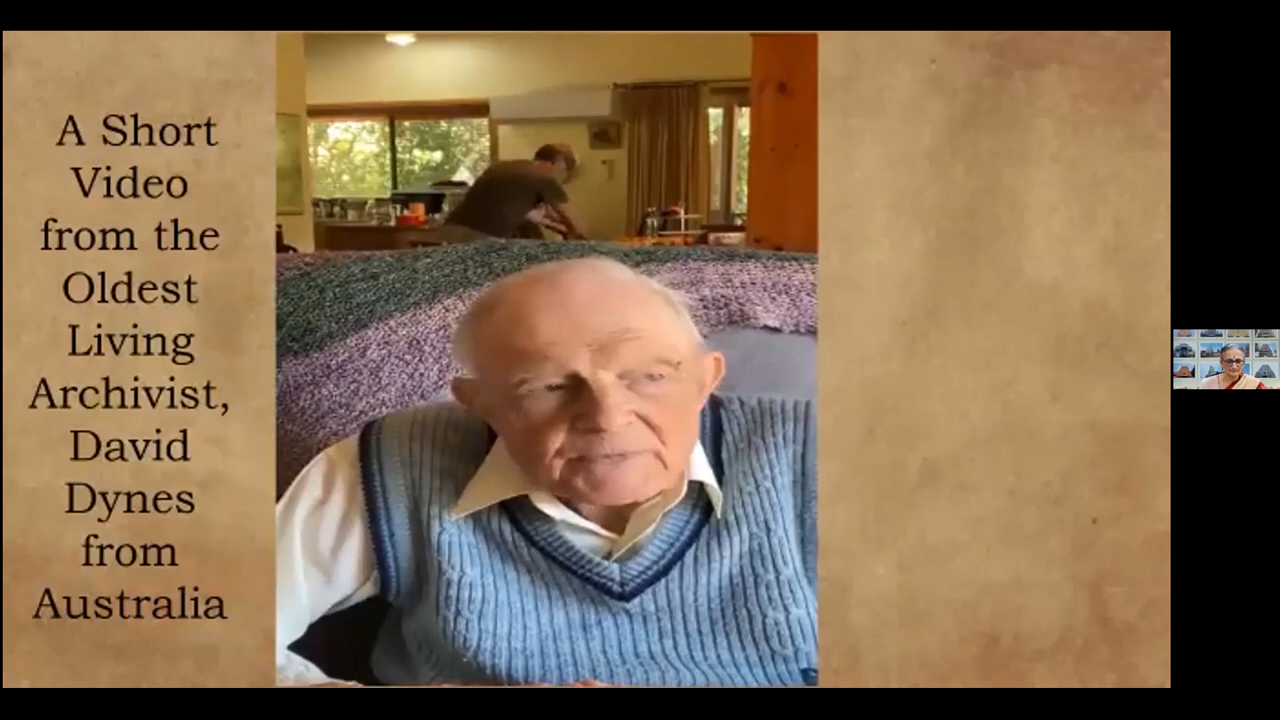 A Short
Video
from the
Oldest
Living
Archivist,
David
Dynes
from
Australia